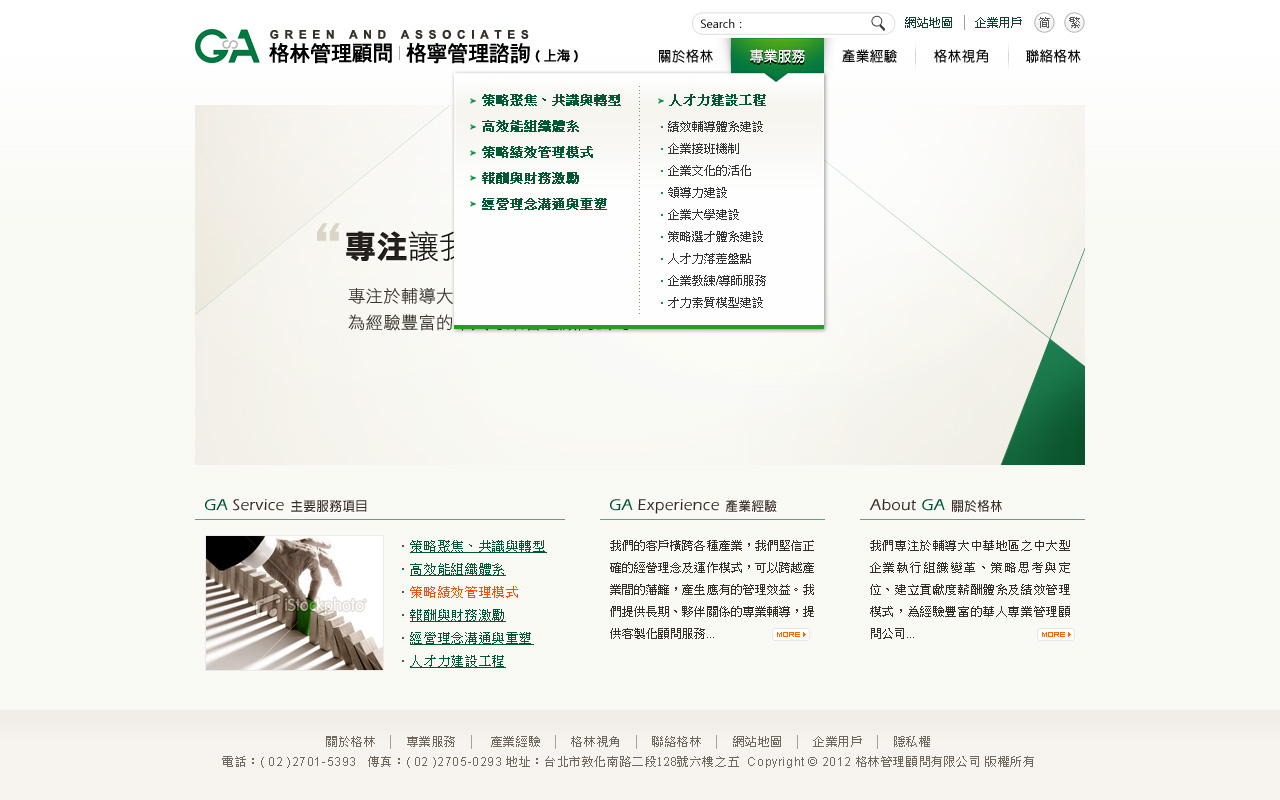 Search：
網站地圖
企業用戶
简
繁
GREEN AND ASSOCIATES
GA 格林管理顧問 | 格寧管理諮詢（上海）
關於格林
專業服務
產業經驗
格林視角
聯絡格林
策略聚焦、共識與轉型
高效能組織體系
策略績效管理模式
報酬與財務激勵
經營理念溝通與重塑
人才力建設工程
績效輔導體系建設
企業接班機制
企業文化的活化
領導力建設
企業大學建設
策略選才體系建設
人才力落差盤點
企業教練/導師服務
才力素質模型建設
“專注讓我
專注於輔導大
為經驗豐富的
GA Service 主要服務項目
iStockphoto
・策略聚焦、共識與轉型
・高效能組織體系
・策略績效管理模式
・報酬與財務激勵
・經營理念溝通與重塑
・人才力建設工程
GA Experience 產業經驗
我們的客戶橫跨各種產業，我們堅信正
確的經營理念及運作模式，可以跨越產
業間的藩籬，產生應有的管理效益。我
們提供長期、夥伴關係的專業輔導，提
供客製化顧問服務...
MORE
About GA 關於格林
我們專注於輔導大中華地區之中大型
企業執行組織變革、策略思考與定
位、建立貢獻度薪酬體系及績效管理
模式，為經驗豐富的華人專業管理顧
問公司...
MORE
關於格林 | 專業服務 | 產業經驗 | 格林視角 | 聯絡格林 | 網站地圖 | 企業用戶 | 隱私權
電話：( 02 )2701-5393 傳真：( 02 )2705-0293 地址：台北市敦化南路二段128號六樓之五 Copyright © 2012 格林管理顧問有限公司 版權所有